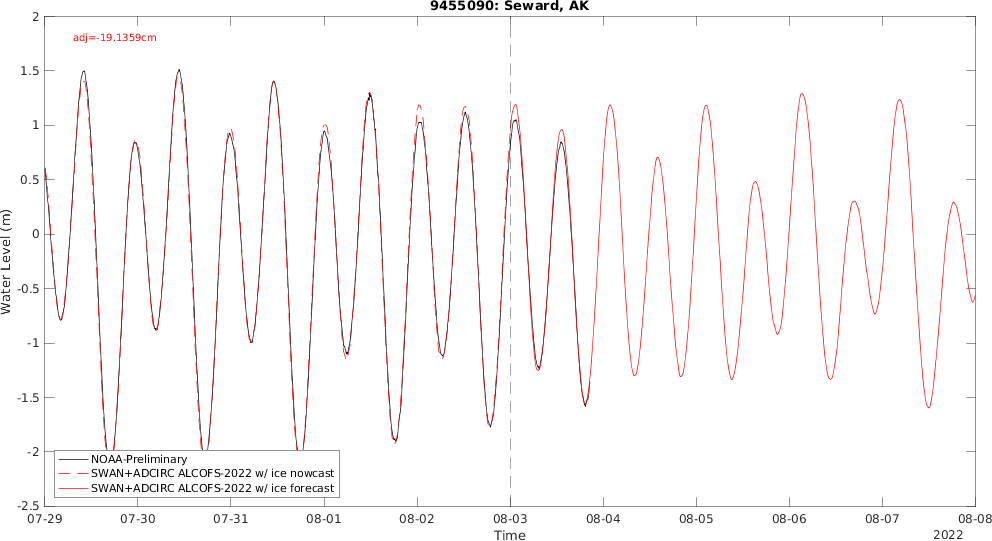 9455090: Seward, AK
adj=-19.1359cm
Water Level (m)
2
1.5
1
0.5
0
-0.5
-1
-1.5
-2
-2.5
NOAA-Preliminary
SWAN+ADCIRC ALCOFS-2022 w/ ice nowcast
SWAN+ADCIRC ALCOFS-2022 w/ ice forecast
07-29 07-30 07-31 08-01 08-02 08-03 08-04 08-05 08-06 08-07 08-08
Time
2022